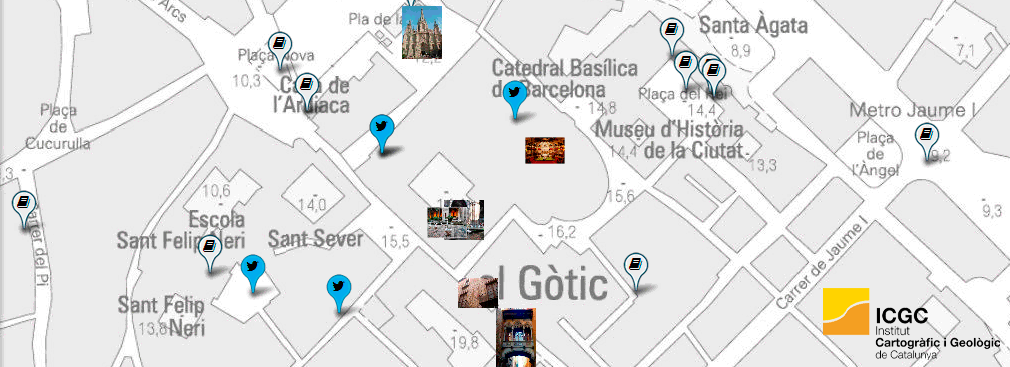 Arcs
Pla de la
Santa Àgata
8,9
7,1
Plaça Nova
10,3
12,2
Casa de
l'Ardiaca
Catedral Basílica
de Barcelona
14,8
Plaça del Rei
14,4
Metro Jaume I
Plaça
de
Cucurulla
Museu d'Història
de la Ciutat
14,4
13,3
Plaça
de
l'Àngel
9,2
10,6
14,0
15,6
9,3
Escola
Sant Felip Neri
Sant Sever
15,5
16,2
Carrer del Pi
Carrer de Jaume I
Gòtic
Sant Felip
Neri
13,8
19,8
ICGC
Institut
Cartogràfic i Geològic
de Catalunya